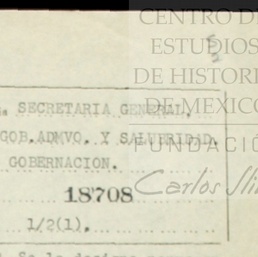 CENTRO DE
ESTUDIOS
DE HISTORIA
DE MEXICO
FUNDACIÓN
Carlos Slim
SECRETARIA GENERAL.
GOB. ADMVO. Y SALUBRIDAD.
GOBERNACION.
18708
1/2(1).